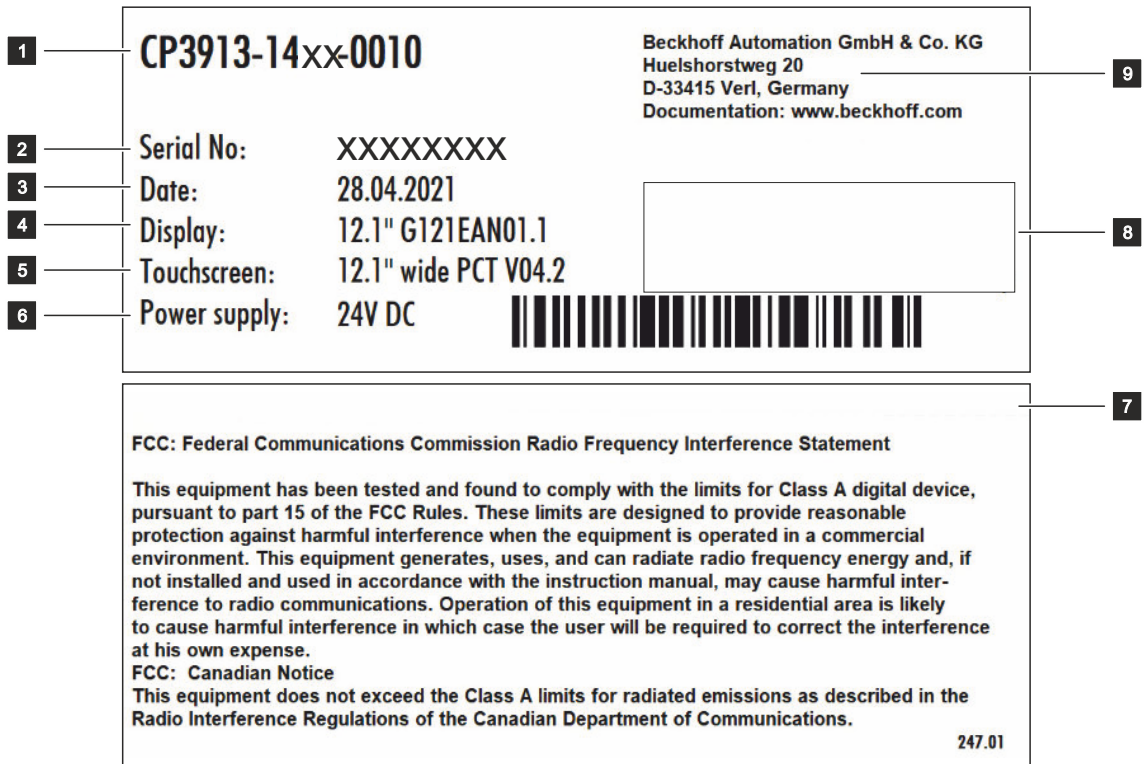 1 CP3913-14xx-0010
Beckhoff Automation GmbH & Co. KG
Huelshorstweg 20
9
D-33415 Verl, Germany
Documentation: www.beckhoff.com
2 Serial No: XXXXXXXX
3 Date: 28.04.2021
4 Display: 12.1" G121EAN01.1
8
5 Touchscreen: 12.1" wide PCT V04.2
6 Power supply: 24V DC
7
FCC: Federal Communications Commission Radio Frequency Interference Statement
This equipment has been tested and found to comply with the limits for Class A digital device,
pursuant to part 15 of the FCC Rules. These limits are designed to provide reasonable
protection against harmful interference when the equipment is operated in a commercial
environment. This equipment generates, uses, and can radiate radio frequency energy and, if
not installed and used in accordance with the instruction manual, may cause harmful inter-
ference to radio communications. Operation of this equipment in a residential area is likely
to cause harmful interference in which case the user will be required to correct the interference
at his own expense.
FCC: Canadian Notice
This equipment does not exceed the Class A limits for radiated emissions as described in the
Radio Interference Regulations of the Canadian Department of Communications.
247.01